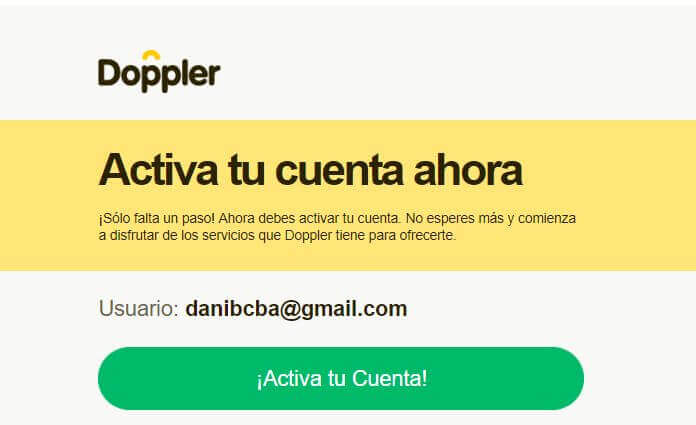 Doppler
Activa tu cuenta ahora
¡Sólo falta un paso! Ahora debes activar tu cuenta. No esperes más y comienza
a disfrutar de los servicios que Doppler tiene para ofrecerte.
Usuario: danibcba@gmail.com
¡Activa tu Cuenta!